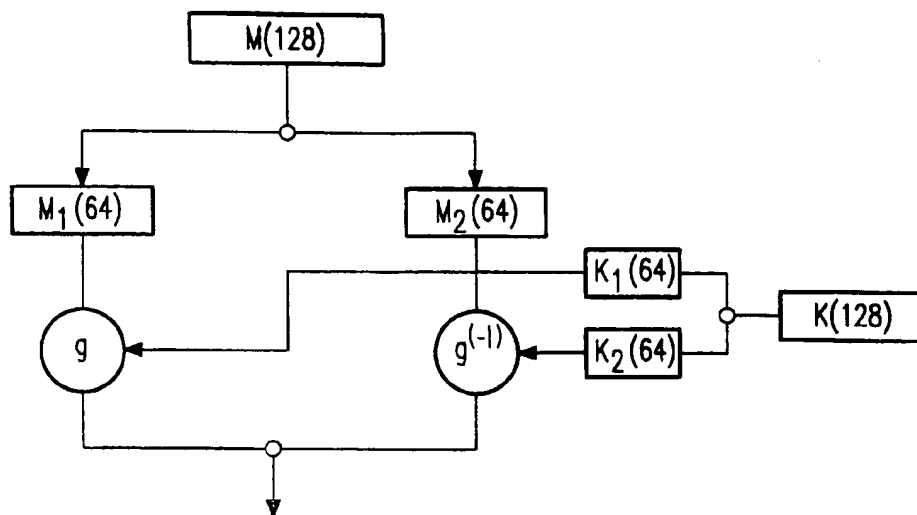 M(128)
M₁(64)
M₂(64)
K₁(64)
K(128)
g
g⁽⁻¹⁾
K₂(64)